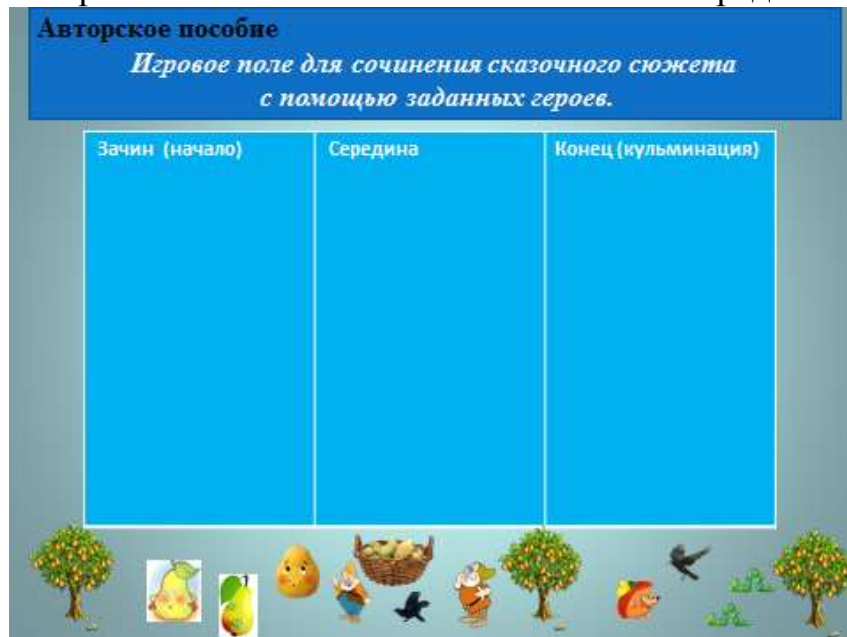 Авторское пособие
Игровое поле для сочинения сказочного сюжета
с помощью заданных героев.
Зачин (начало)
Середина
Конец (кульминация)